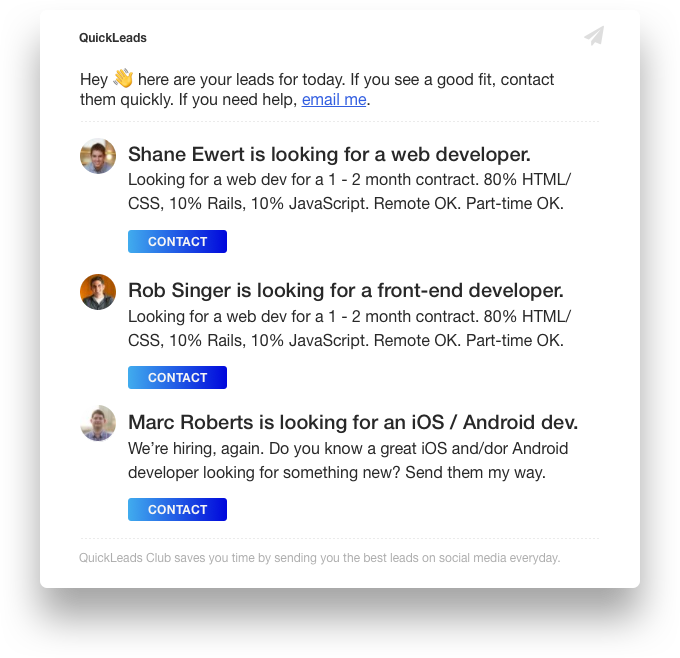 QuickLeads
Hey 👋 here are your leads for today. If you see a good fit, contact
them quickly. If you need help, email me.
Shane Ewert is looking for a web developer.
Looking for a web dev for a 1 - 2 month contract. 80% HTML/
CSS, 10% Rails, 10% JavaScript. Remote OK. Part-time OK.
CONTACT
Rob Singer is looking for a front-end developer.
Looking for a web dev for a 1 - 2 month contract. 80% HTML/
CSS, 10% Rails, 10% JavaScript. Remote OK. Part-time OK.
CONTACT
Marc Roberts is looking for an iOS / Android dev.
We’re hiring, again. Do you know a great iOS and/dor Android
developer looking for something new? Send them my way.
CONTACT
QuickLeads Club saves you time by sending you the best leads on social media everyday.